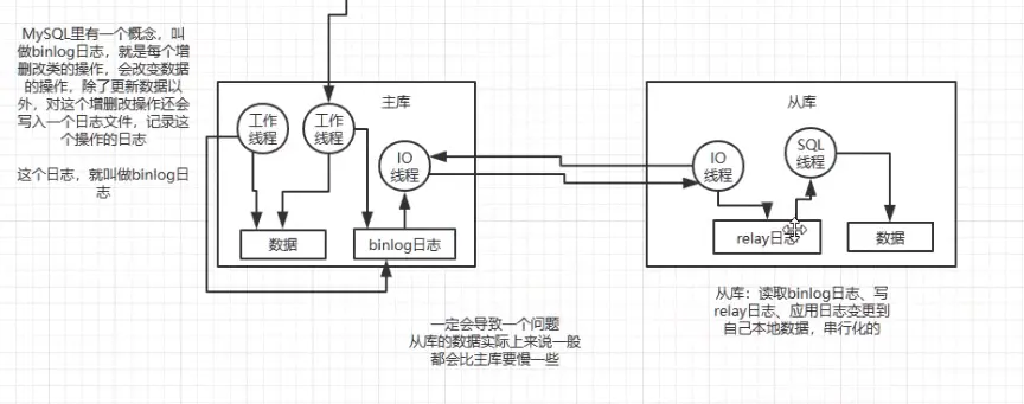 MySQL里有一个概念，叫
做binlog日志，就是每个增
删改类的操作，会改变数据
的操作，除了更新数据以
外，对这个增删改操作还会
写入一个日志文件，记录这
个操作的日志
这个日志，就叫做binlog日
志
主库
工作
线程
工作
线程
IO
线程
数据
binlog日志
从库
IO
线程
SQL
线程
relay日志
数据
一定会导致一个问题
从库的数据实际上来说一般
都会比主库要慢一些
从库：读取binlog日志、写
relay日志、应用日志变更到
自己本地数据，串行化的